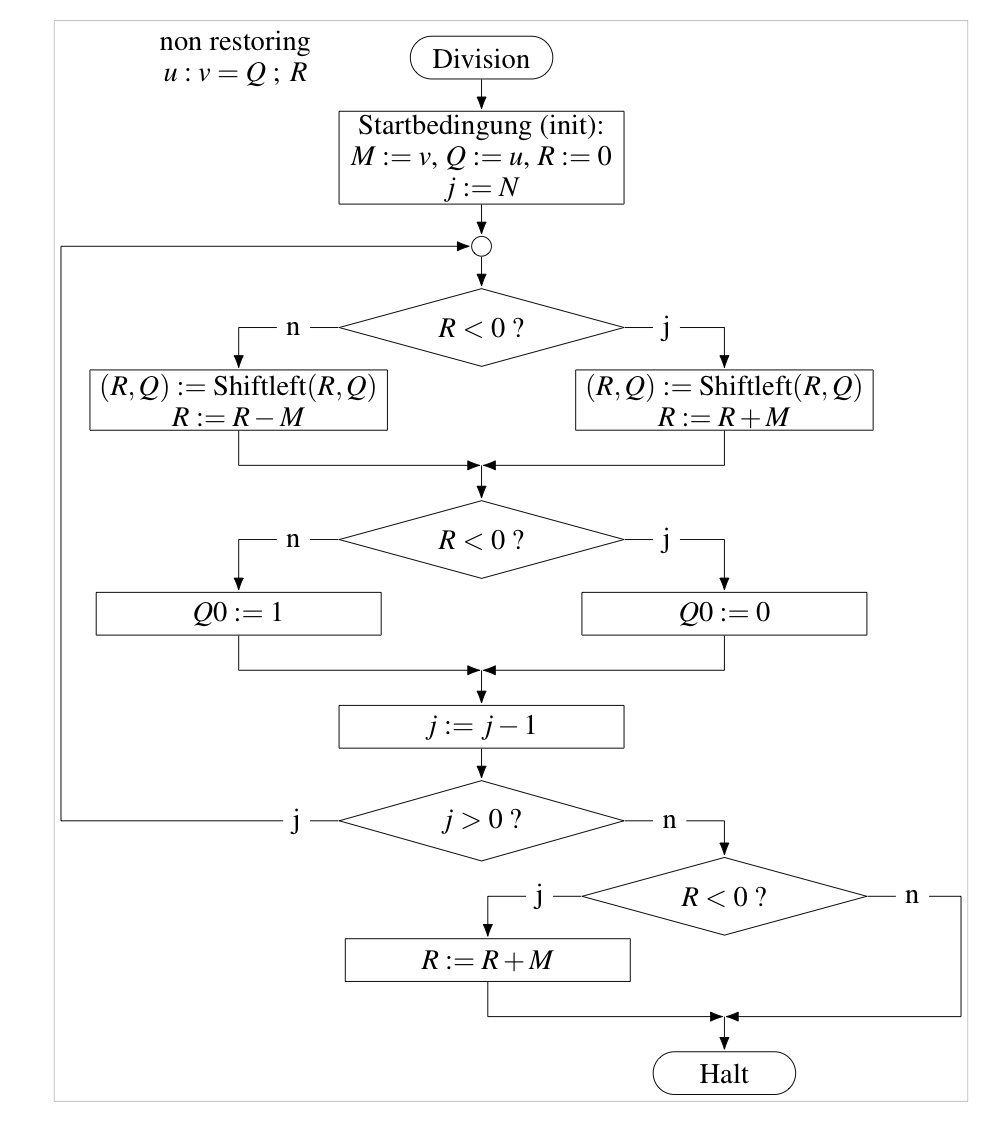 non restoring
u : v = Q ; R
Division
Startbedingung (init):
M := v, Q := u, R := 0
j := N
R < 0 ?
n
j
(R, Q) := Shiftleft(R, Q)
R := R − M
(R, Q) := Shiftleft(R, Q)
R := R + M
R < 0 ?
n
j
Q0 := 1
Q0 := 0
j := j − 1
j > 0 ?
j
n
R < 0 ?
j
n
R := R + M
Halt